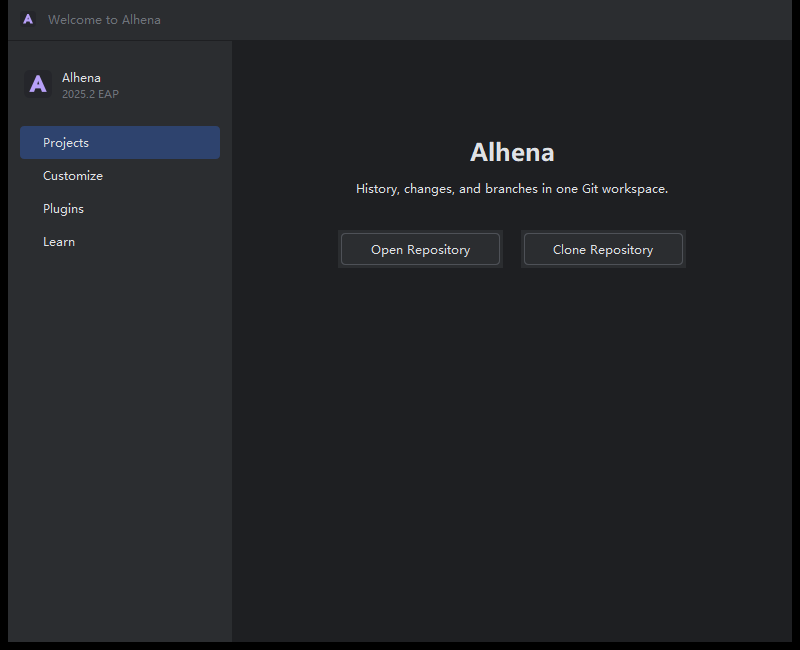 Welcome to Alhena
Alhena
2025.2 EAP
Projects
Customize
Plugins
Learn
Alhena
History, changes, and branches in one Git workspace.
Open Repository
Clone Repository